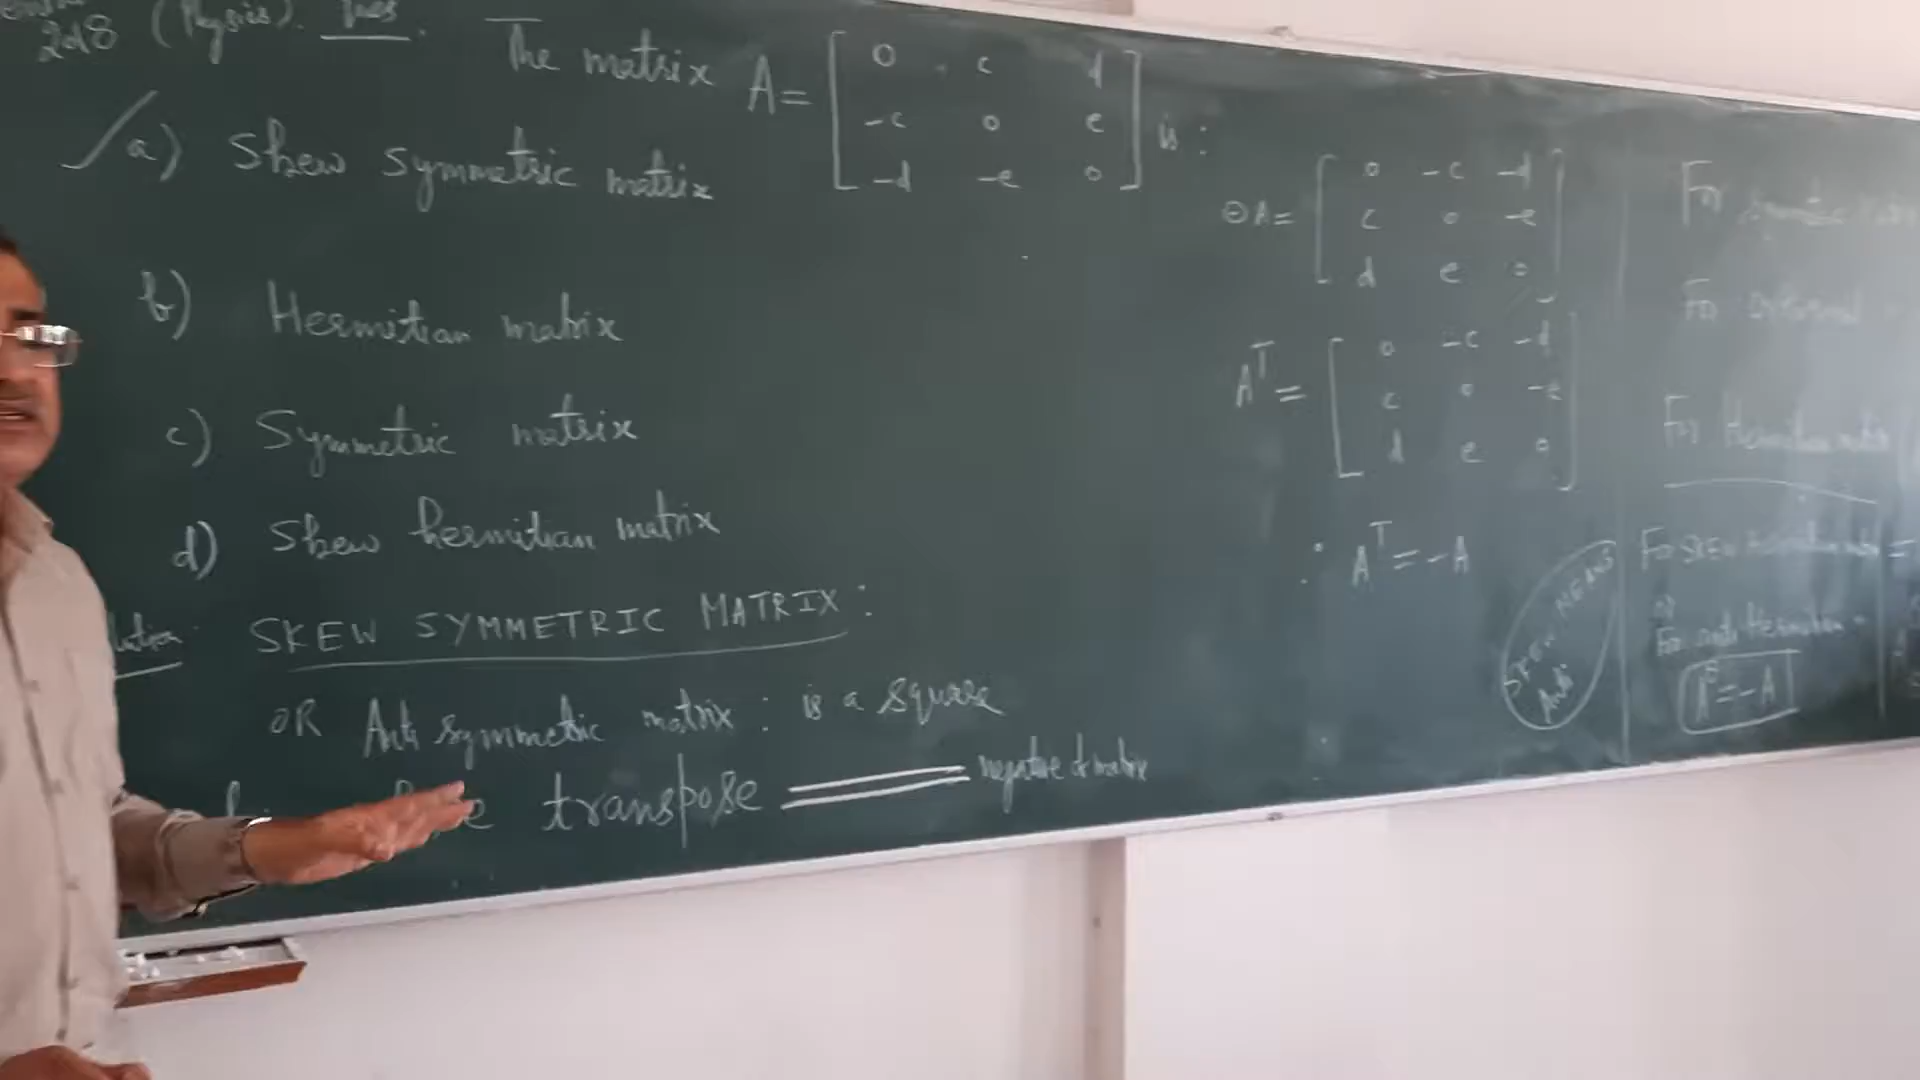 2018 (Physics).
The matrix A = [ 0 c d
-c 0 e
-d -e 0 ] is :
a) Skew symmetric matrix
b) Hermitian matrix
c) Symmetric matrix
d) Skew hermitian matrix
SKEW SYMMETRIC MATRIX :
OR Anti symmetric matrix : is a square
transpose = negative of matrix
⊖A = [ 0 -c -d
c 0 -e
d e 0 ]
A^T = [ 0 -c -d
c 0 -e
d e 0 ]
∴ A^T = -A
SKEW MEANS
Anti
For
For
For Hermitian matrix
For SKEW =
or
For anti Hermitian =
A^θ = -A